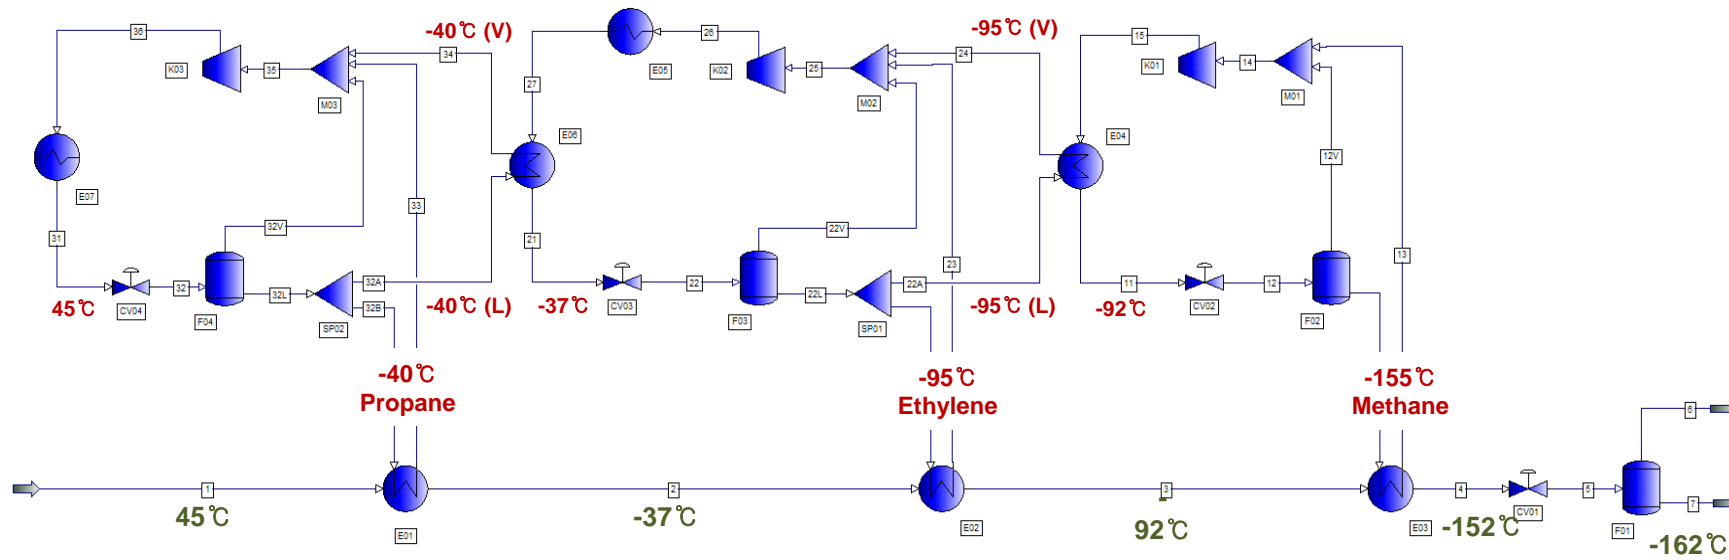 36
-40℃ (V)
34
K03
35
M03
E07
31
45℃
CV04
32
F04
32V
32L
SP02
32A
32B
33
-40℃ (L)
-40℃
Propane
26
E05
27
K02
25
M02
-95℃ (V)
24
E06
21
-37℃
CV03
22
F03
22V
22L
SP01
22A
23
-95℃ (L)
-95℃
Ethylene
15
K01
14
M01
E04
12V
13
11
-92℃
CV02
12
F02
-155℃
Methane
1
45℃
E01
2
-37℃
E02
3
-
92℃
E03
4
-152℃
CV01
5
6
F01
7
-162℃